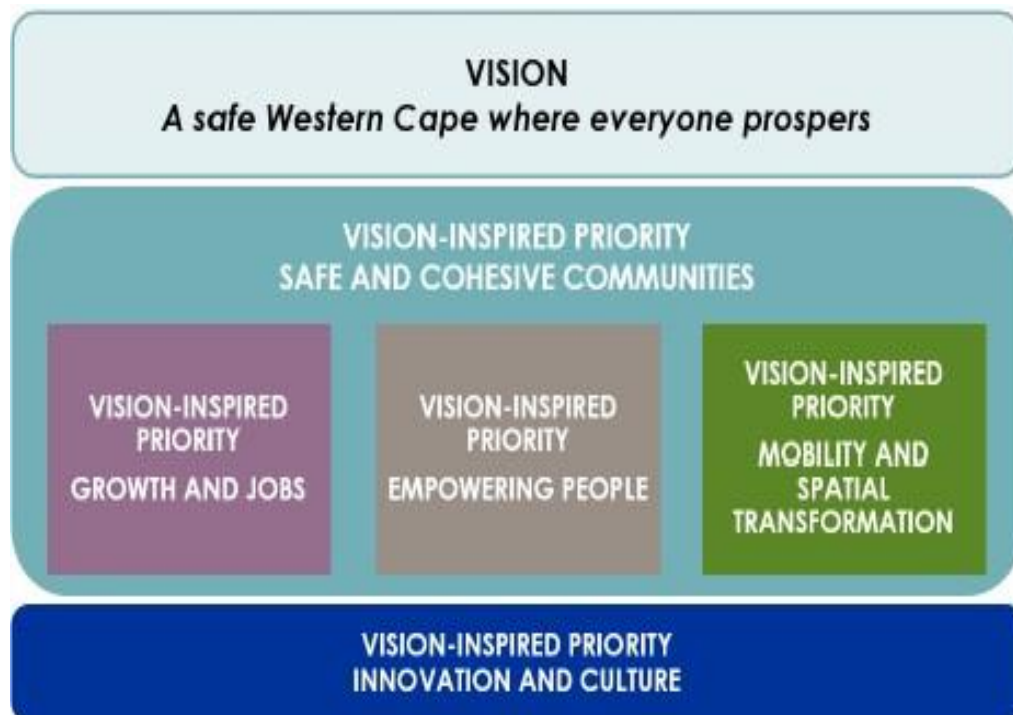 VISION
A safe Western Cape where everyone prospers
VISION-INSPIRED PRIORITY
SAFE AND COHESIVE COMMUNITIES
VISION-INSPIRED
PRIORITY
GROWTH AND JOBS
VISION-INSPIRED
PRIORITY
EMPOWERING PEOPLE
VISION-INSPIRED
PRIORITY
MOBILITY AND
SPATIAL
TRANSFORMATION
VISION-INSPIRED PRIORITY
INNOVATION AND CULTURE